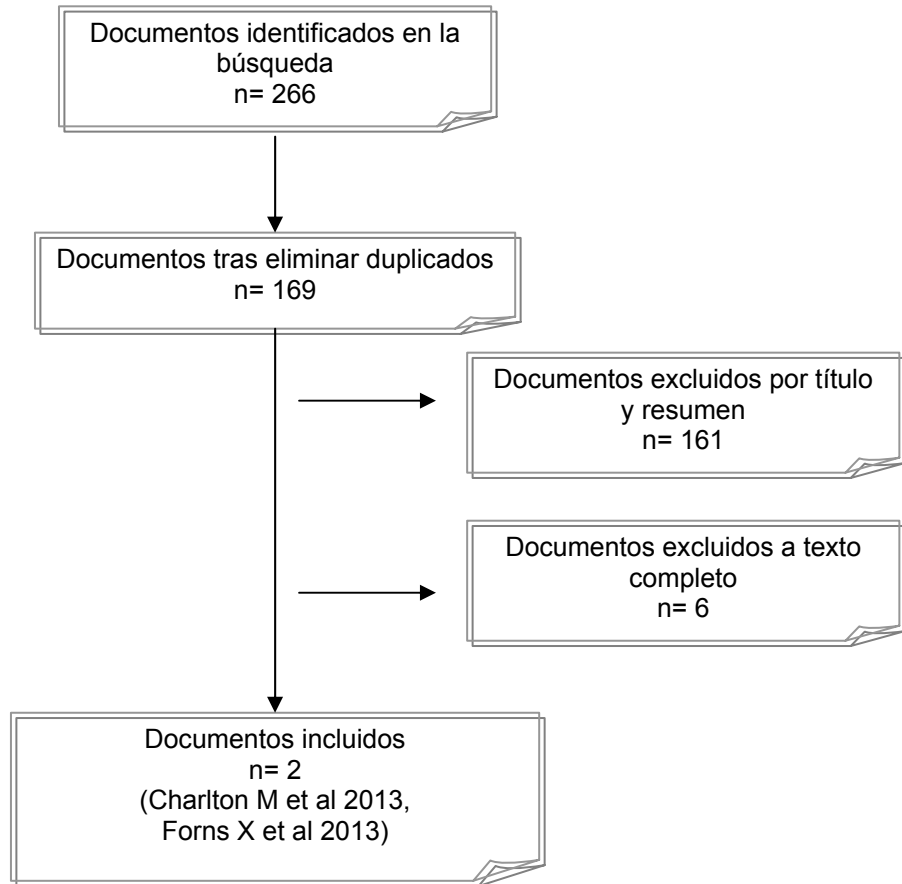 Documentos identificados en la
búsqueda
n= 266
Documentos tras eliminar duplicados
n= 169
Documentos excluidos por título
y resumen
n= 161
Documentos excluidos a texto
completo
n= 6
Documentos incluidos
n= 2
(Charlton M et al 2013,
Forns X et al 2013)